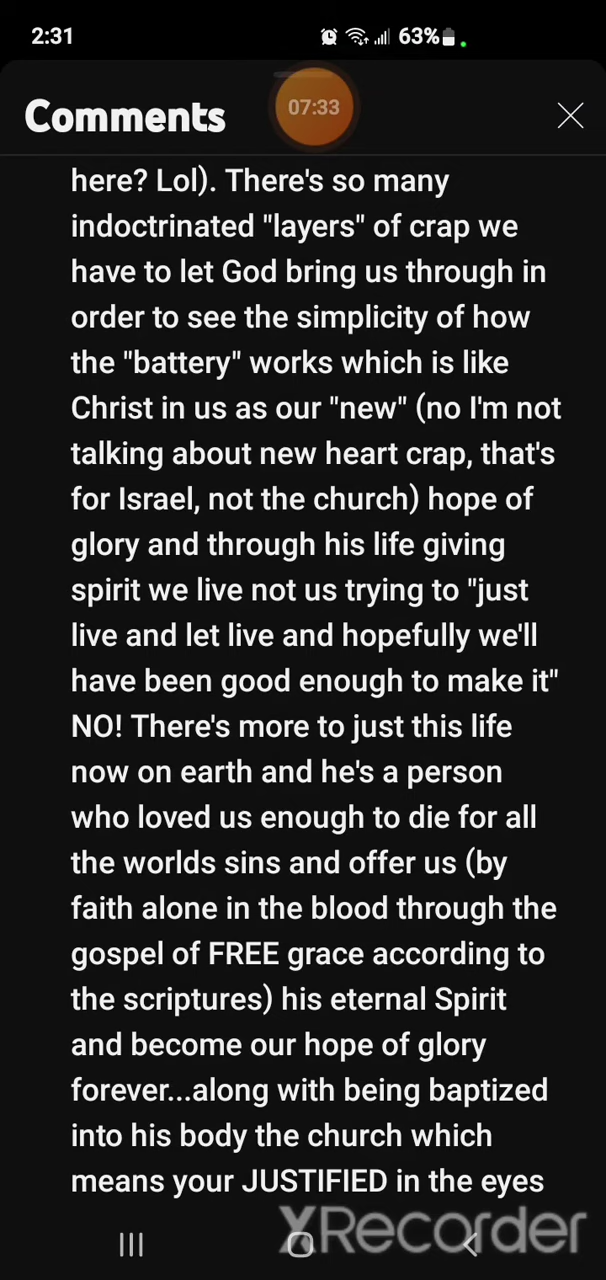 2:31 63%
Comments 07:33
here? Lol). There's so many
indoctrinated "layers" of crap we
have to let God bring us through in
order to see the simplicity of how
the "battery" works which is like
Christ in us as our "new" (no I'm not
talking about new heart crap, that's
for Israel, not the church) hope of
glory and through his life giving
spirit we live not us trying to "just
live and let live and hopefully we'll
have been good enough to make it"
NO! There's more to just this life
now on earth and he's a person
who loved us enough to die for all
the worlds sins and offer us (by
faith alone in the blood through the
gospel of FREE grace according to
the scriptures) his eternal Spirit
and become our hope of glory
forever...along with being baptized
into his body the church which
means your JUSTIFIED in the eyes
XRecorder